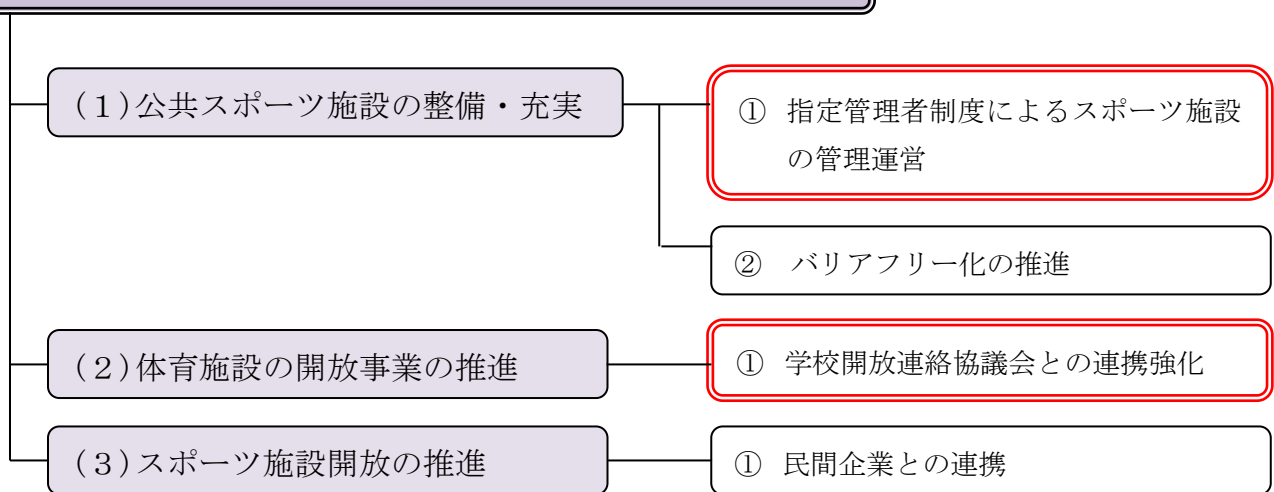 (1)公共スポーツ施設の整備・充実
① 指定管理者制度によるスポーツ施設
の管理運営
② バリアフリー化の推進
(2)体育施設の開放事業の推進
① 学校開放連絡協議会との連携強化
(3)スポーツ施設開放の推進
① 民間企業との連携